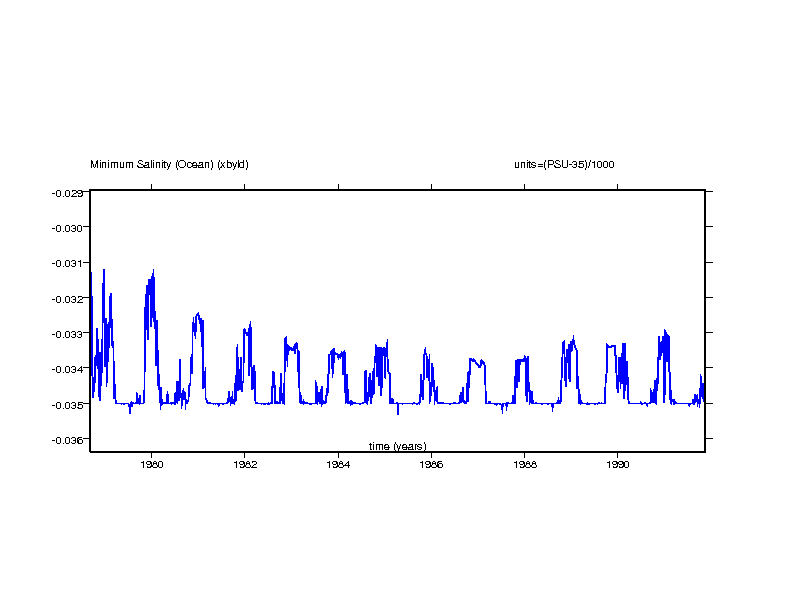 Minimum Salinity (Ocean) (xbyld) units=(PSU-35)/1000
-0.029
-0.030
-0.031
-0.032
-0.033
-0.034
-0.035
-0.036
time (years)
1980 1982 1984 1986 1988 1990